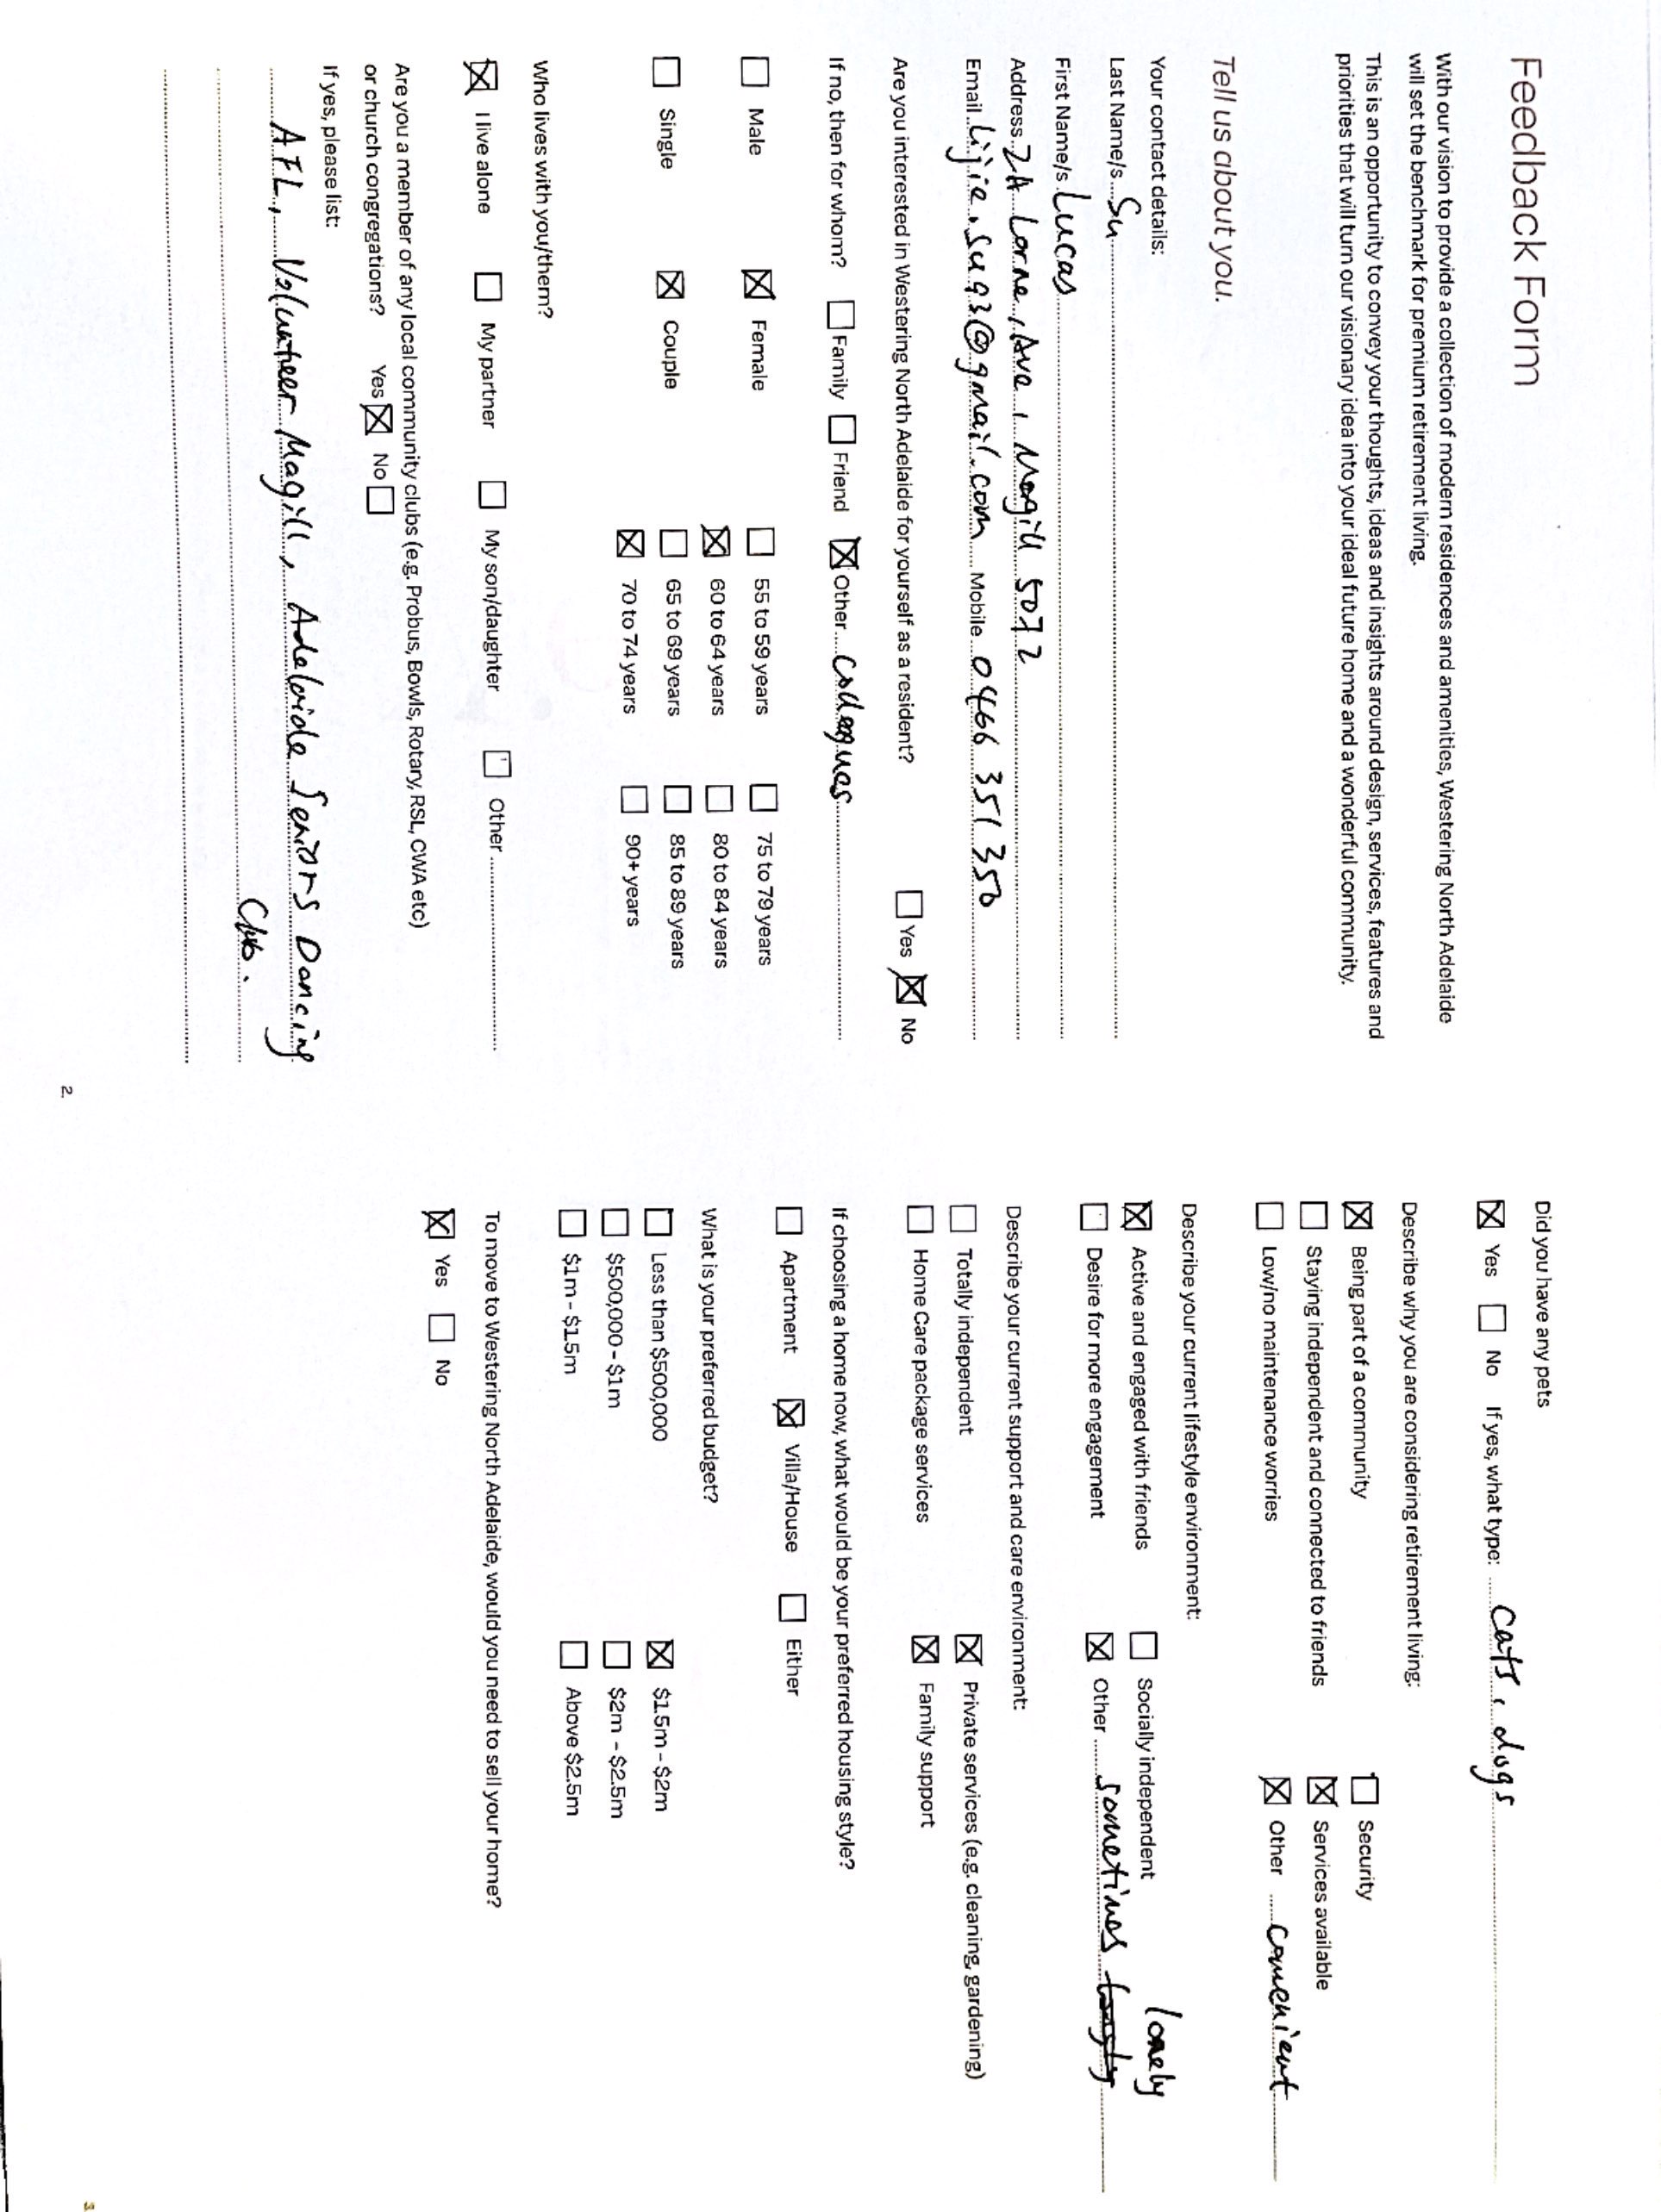 Feedback Form
With our vision to provide a collection of modern residences and amenities, Westering North Adelaide
will set the benchmark for premium retirement living.
This is an opportunity to convey your thoughts, ideas and insights around design, services, features and
priorities that will turn our visionary idea into your ideal future home and a wonderful community.
Tell us about you.
Your contact details:
Last Name/s Su
First Name/s Lucas
Address 2A Lorne, Ave, Magill 5072
Email lijie.su93@gmail.com Mobile 0466 351 350
Are you interested in Westering North Adelaide for yourself as a resident? Yes No
If no, then for whom? Family Friend Other colleagues
Male Female 55 to 59 years 75 to 79 years
60 to 64 years 80 to 84 years
Single Couple 65 to 69 years 85 to 89 years
70 to 74 years 90+ years
Who lives with you/them?
I live alone My partner My son/daughter Other
Are you a member of any local community clubs (e.g. Probus, Bowls, Rotary, RSL, CWA etc)
or church congregations? Yes No
If yes, please list:
AFL, Volunteer Magill, Adelaide Seniors Dancing
Club.
2.
Did you have any pets
Yes No If yes, what type: cats, dogs
Describe why you are considering retirement living:
Being part of a community Security
Staying independent and connected to friends Services available
Low/no maintenance worries Other convenient
Describe your current lifestyle environment:
lonely
Active and engaged with friends Socially independent
Desire for more engagement Other sometimes
Describe your current support and care environment:
Totally independent Private services (e.g. cleaning, gardening)
Home Care package services Family support
If choosing a home now, what would be your preferred housing style?
Apartment Villa/House Either
What is your preferred budget?
Less than $500,000 $1.5m - $2m
$500,000 - $1m $2m - $2.5m
$1m - $1.5m Above $2.5m
To move to Westering North Adelaide, would you need to sell your home?
Yes No
3.